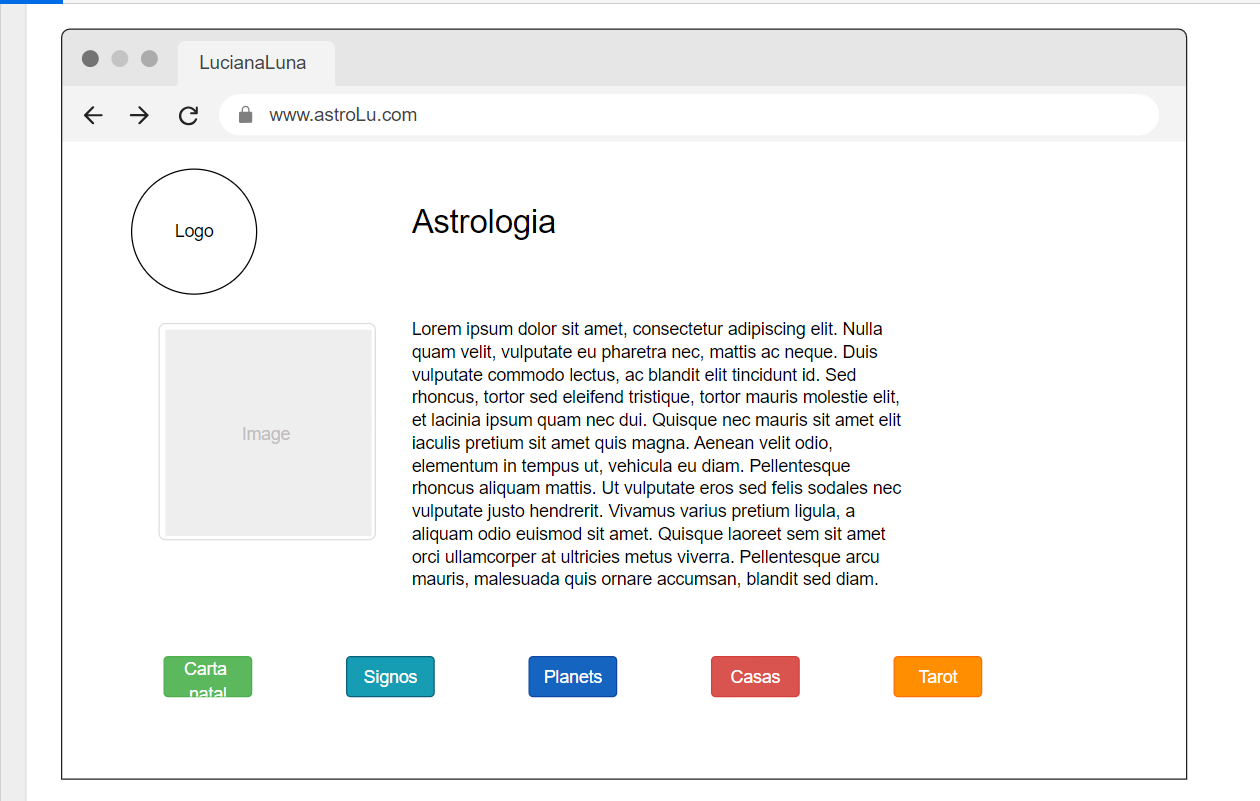 LucianaLuna
www.astroLu.com
Logo
Astrologia
Image
Lorem ipsum dolor sit amet, consectetur adipiscing elit. Nulla
quam velit, vulputate eu pharetra nec, mattis ac neque. Duis
vulputate commodo lectus, ac blandit elit tincidunt id. Sed
rhoncus, tortor sed eleifend tristique, tortor mauris molestie elit,
et lacinia ipsum quam nec dui. Quisque nec mauris sit amet elit
iaculis pretium sit amet quis magna. Aenean velit odio,
elementum in tempus ut, vehicula eu diam. Pellentesque
rhoncus aliquam mattis. Ut vulputate eros sed felis sodales nec
vulputate justo hendrerit. Vivamus varius pretium ligula, a
aliquam odio euismod sit amet. Quisque laoreet sem sit amet
orci ullamcorper at ultricies metus viverra. Pellentesque arcu
mauris, malesuada quis ornare accumsan, blandit sed diam.
Carta
natal
Signos
Planets
Casas
Tarot